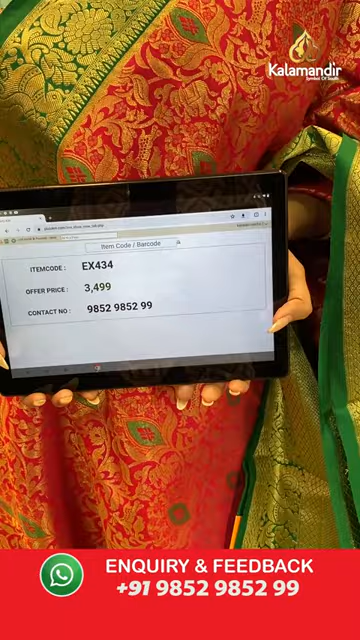 Kalamandir
Symbol Of South
Item Code / Barcode
ITEMCODE : EX434
OFFER PRICE : 3,499
CONTACT NO : 9852 9852 99
ENQUIRY & FEEDBACK
+91 9852 9852 99